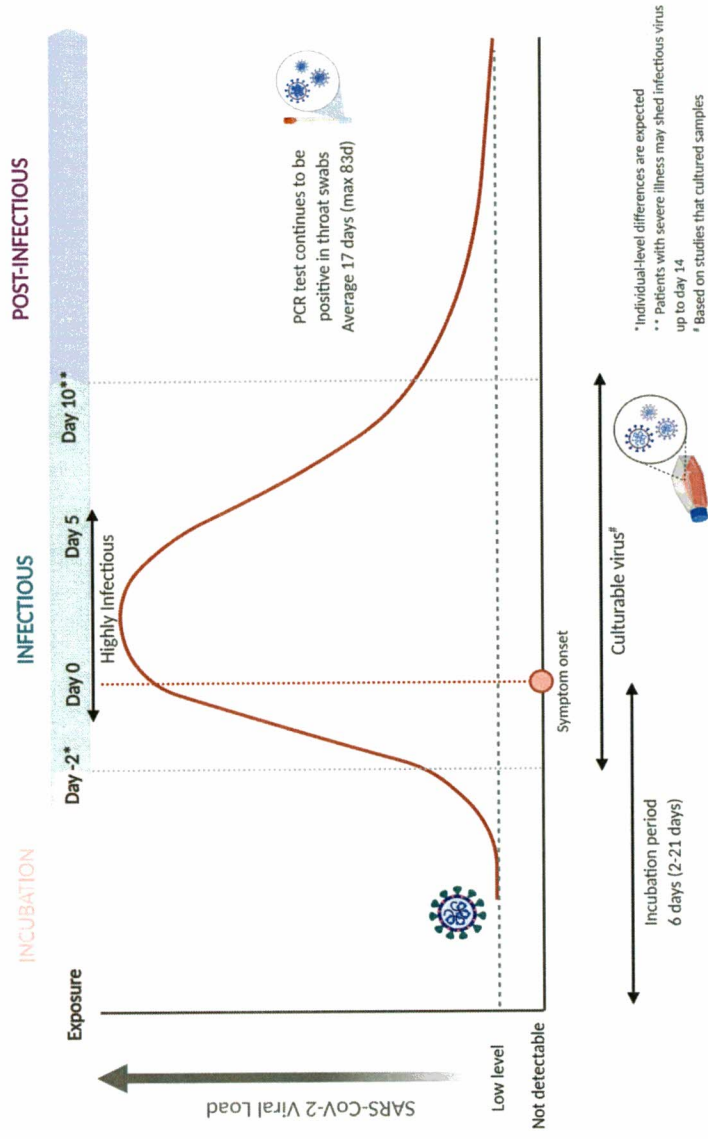 INCUBATION
INFECTIOUS
POST-INFECTIOUS
Exposure
Day -2*
Day 0
Day 5
Day 10**
Highly Infectious
SARS-CoV-2 Viral Load
PCR test continues to be
positive in throat swabs
Average 17 days (max 83d)
Low level
Not detectable
Symptom onset
Incubation period
6 days (2-21 days)
Culturable virus#
*Individual-level differences are expected
** Patients with severe illness may shed infectious virus
up to day 14
# Based on studies that cultured samples